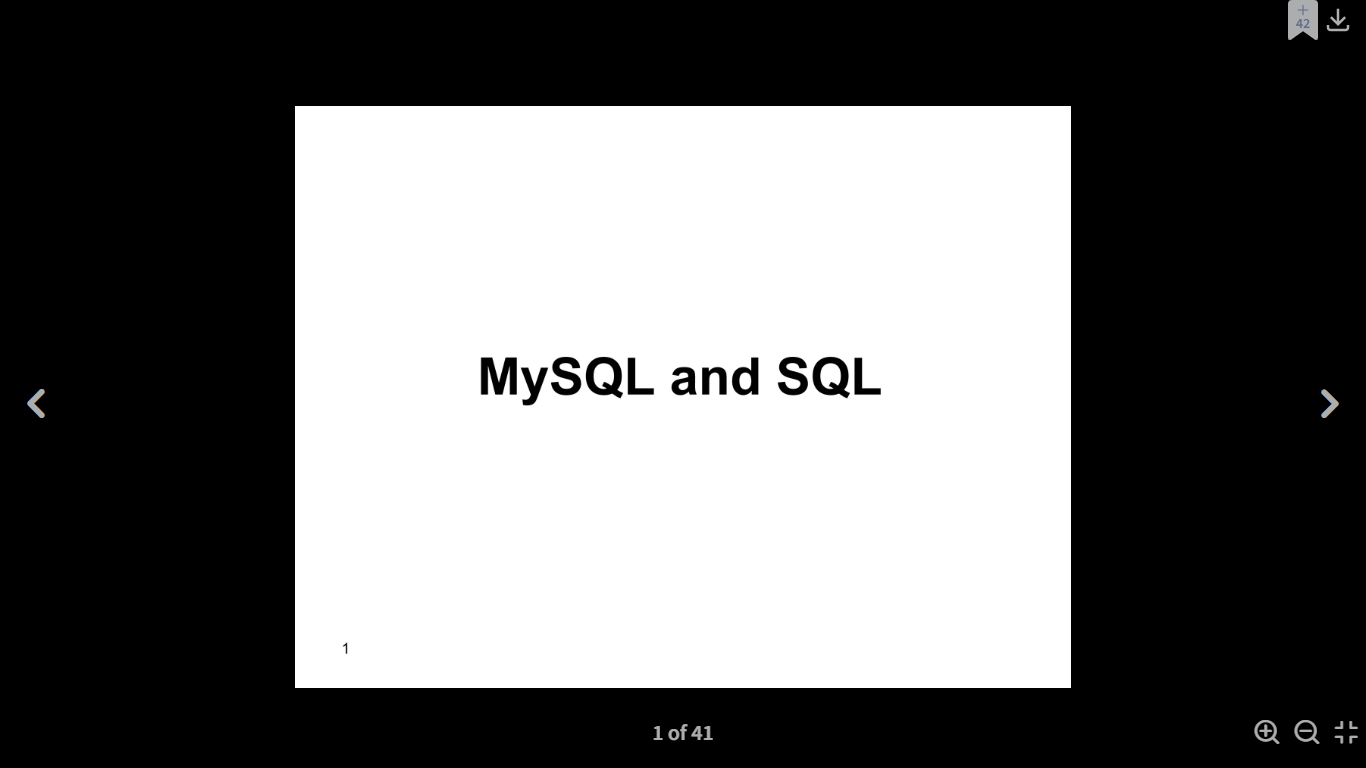 +
42
MySQL and SQL
1
1 of 41